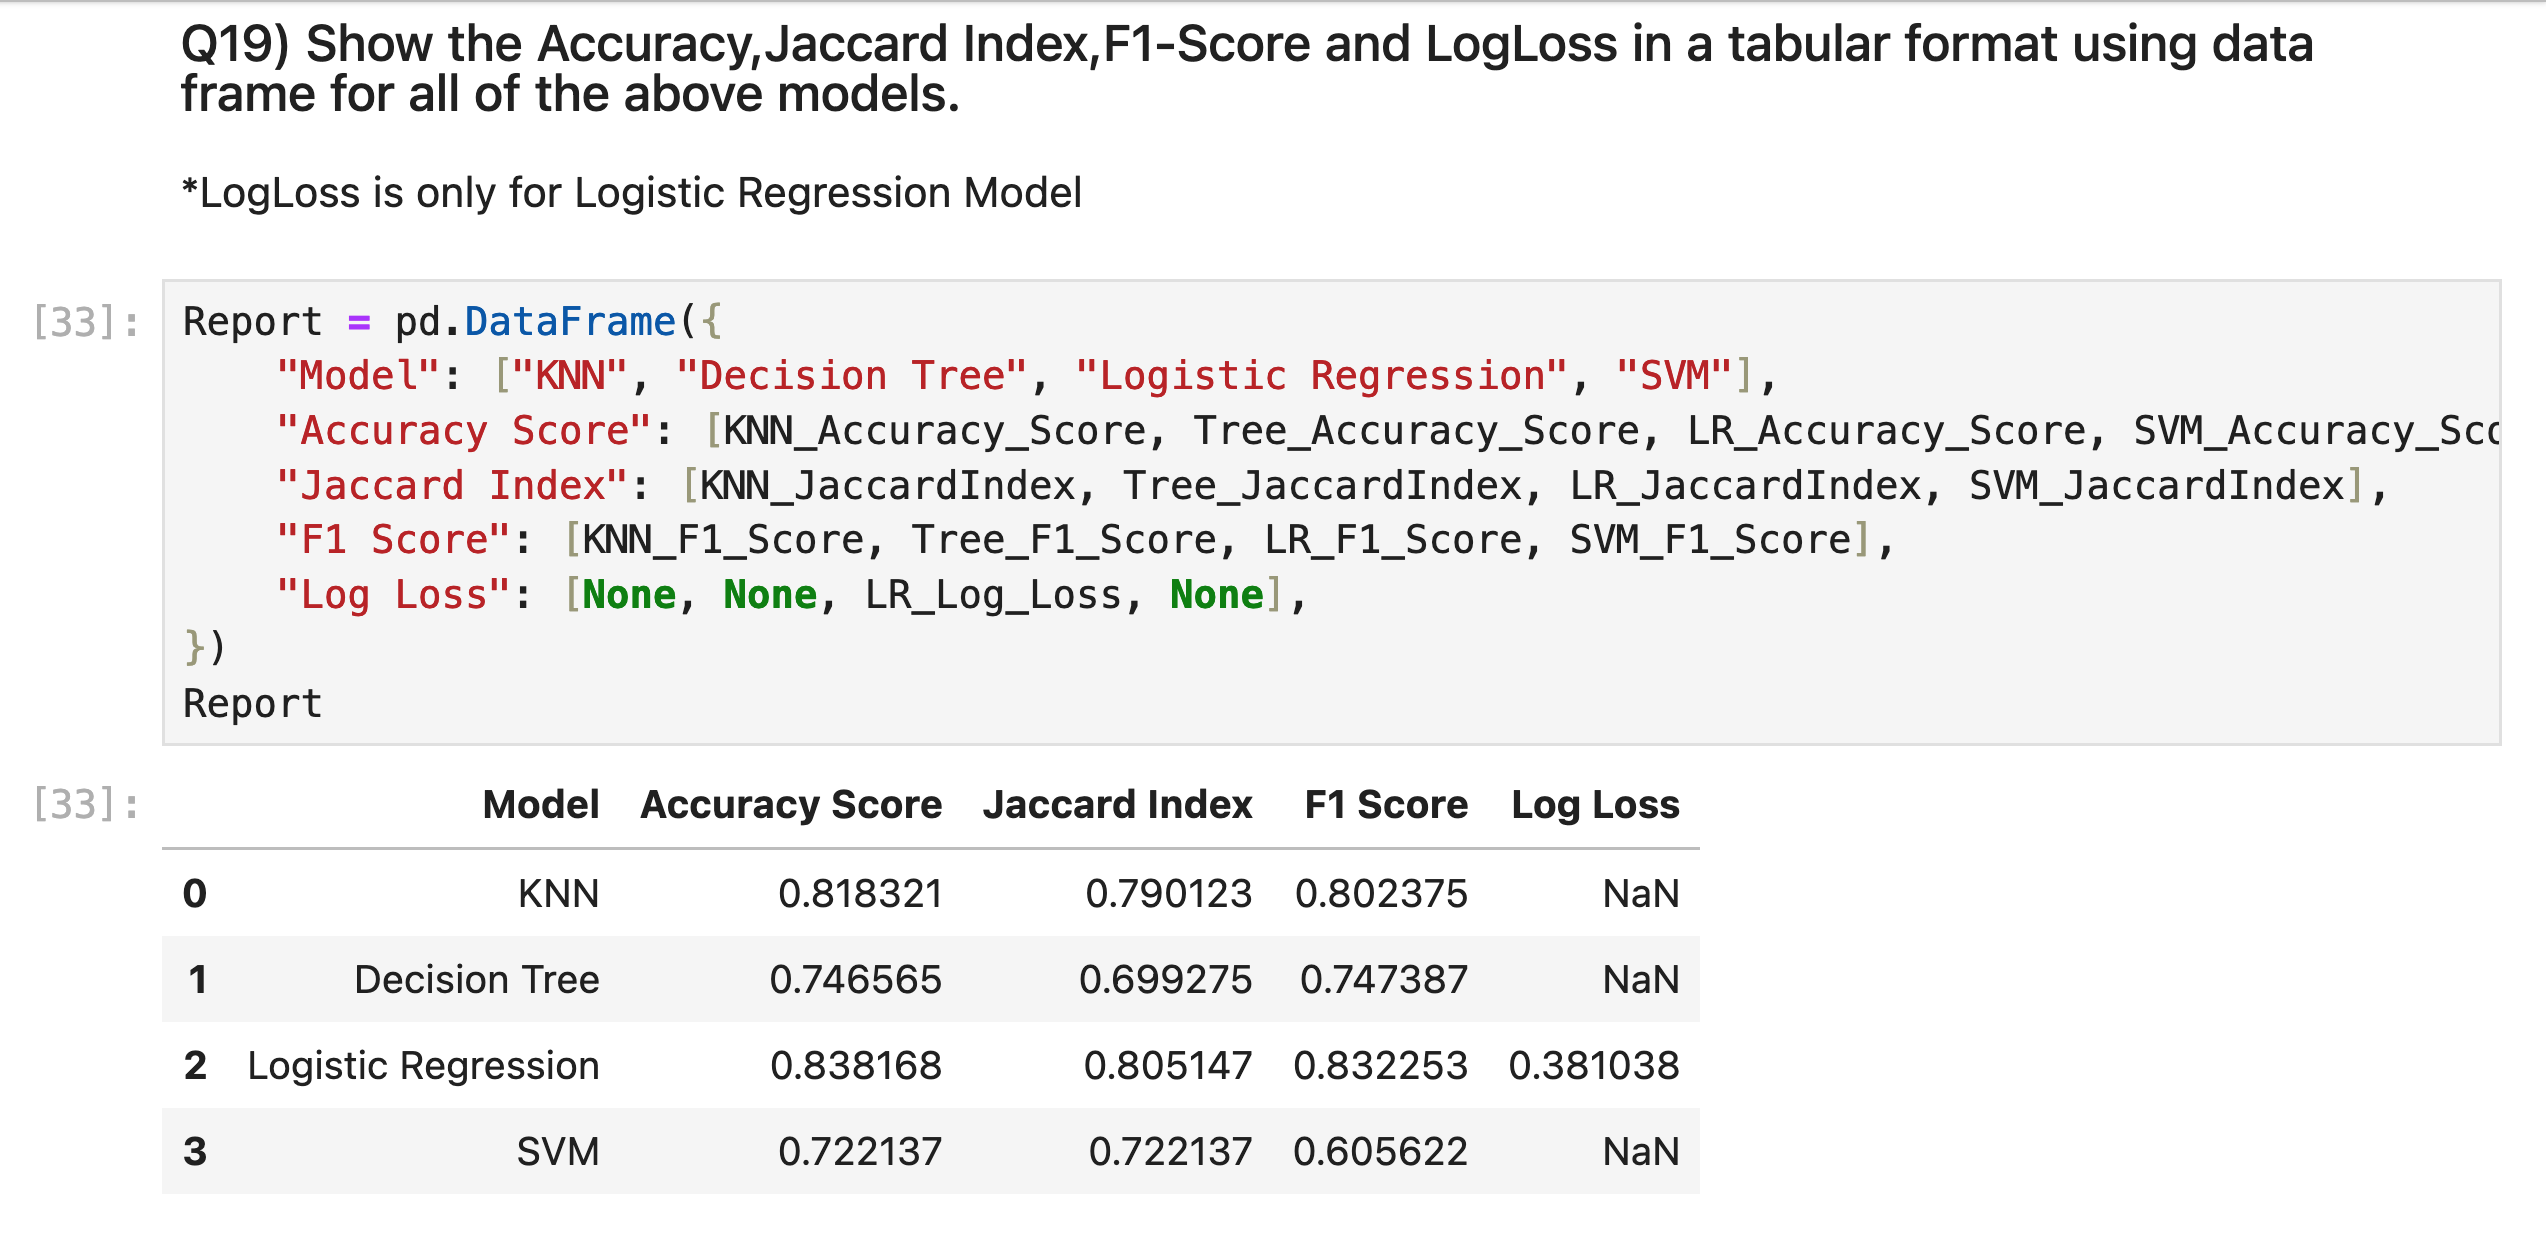 Q19) Show the Accuracy,Jaccard Index,F1-Score and LogLoss in a tabular format using data
frame for all of the above models.
*LogLoss is only for Logistic Regression Model
[33]: Report = pd.DataFrame({
"Model": ["KNN", "Decision Tree", "Logistic Regression", "SVM"],
"Accuracy Score": [KNN_Accuracy_Score, Tree_Accuracy_Score, LR_Accuracy_Score, SVM_Accuracy_Sco
"Jaccard Index": [KNN_JaccardIndex, Tree_JaccardIndex, LR_JaccardIndex, SVM_JaccardIndex],
"F1 Score": [KNN_F1_Score, Tree_F1_Score, LR_F1_Score, SVM_F1_Score],
"Log Loss": [None, None, LR_Log_Loss, None],
})
Report
[33]: Model Accuracy Score Jaccard Index F1 Score Log Loss
0 KNN 0.818321 0.790123 0.802375 NaN
1 Decision Tree 0.746565 0.699275 0.747387 NaN
2 Logistic Regression 0.838168 0.805147 0.832253 0.381038
3 SVM 0.722137 0.722137 0.605622 NaN